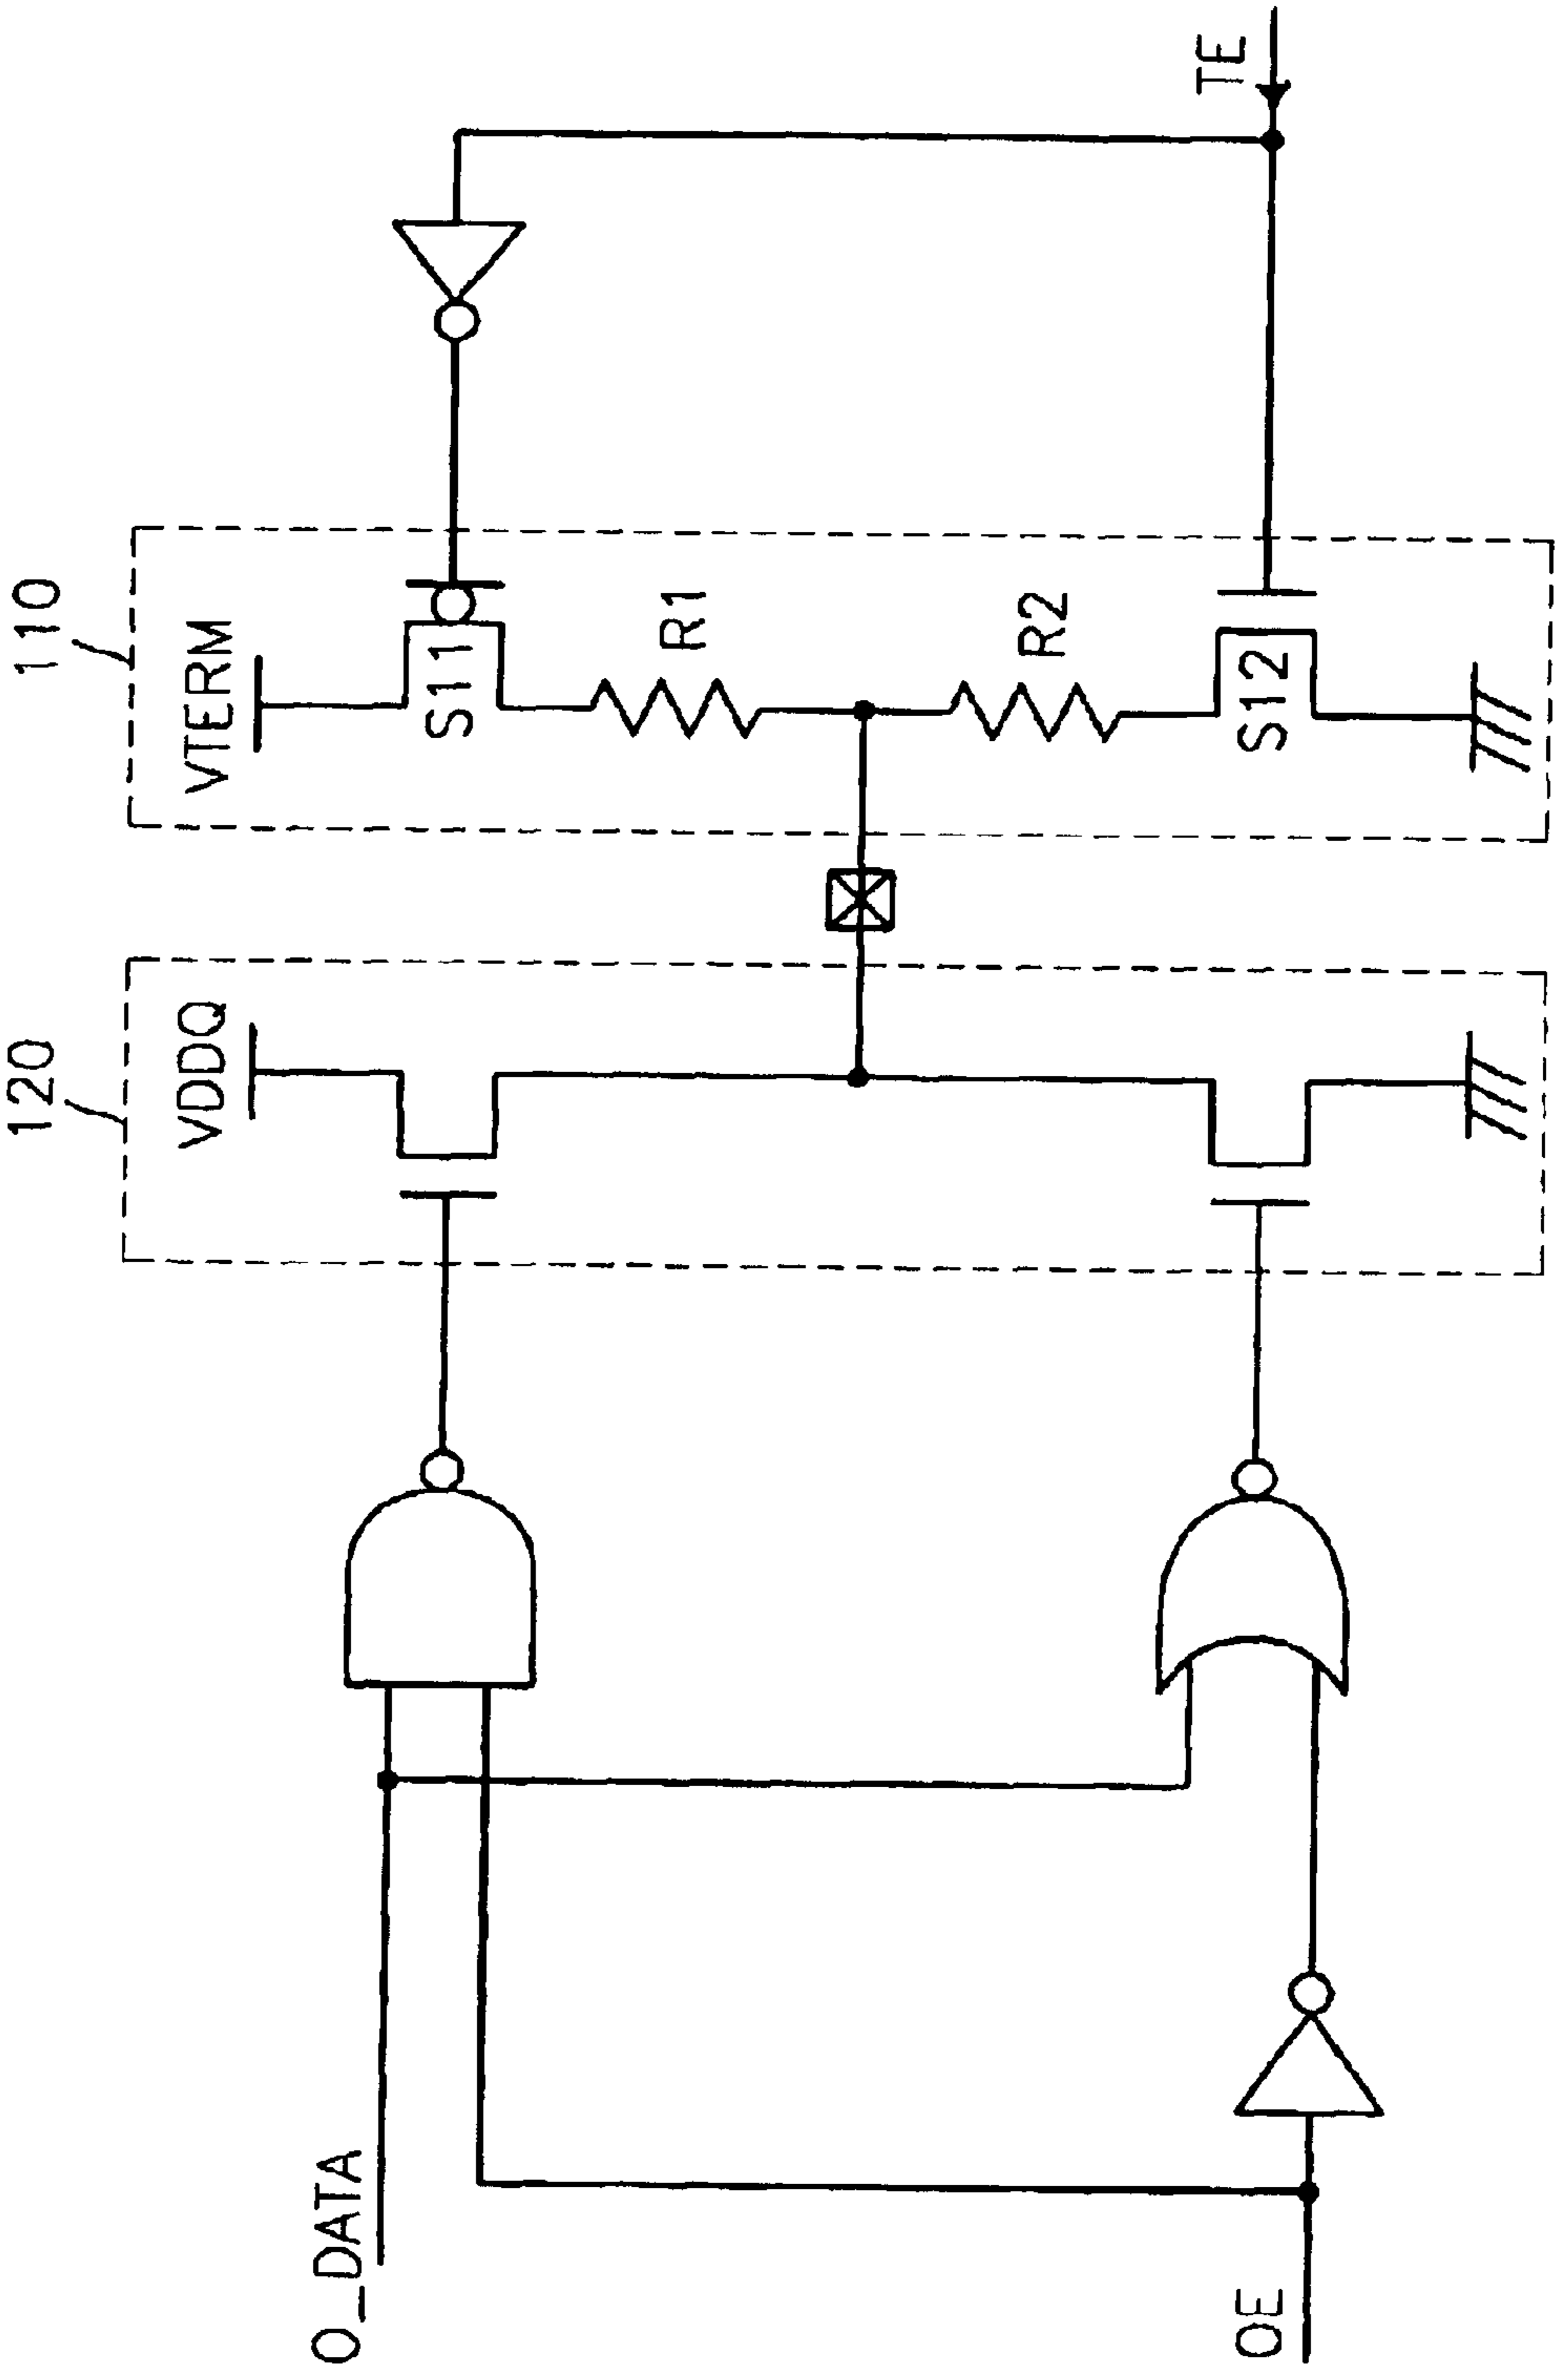 120
110
VDDQ
VTERM
S11
R1
R2
S12
O_DATA
OE
TE